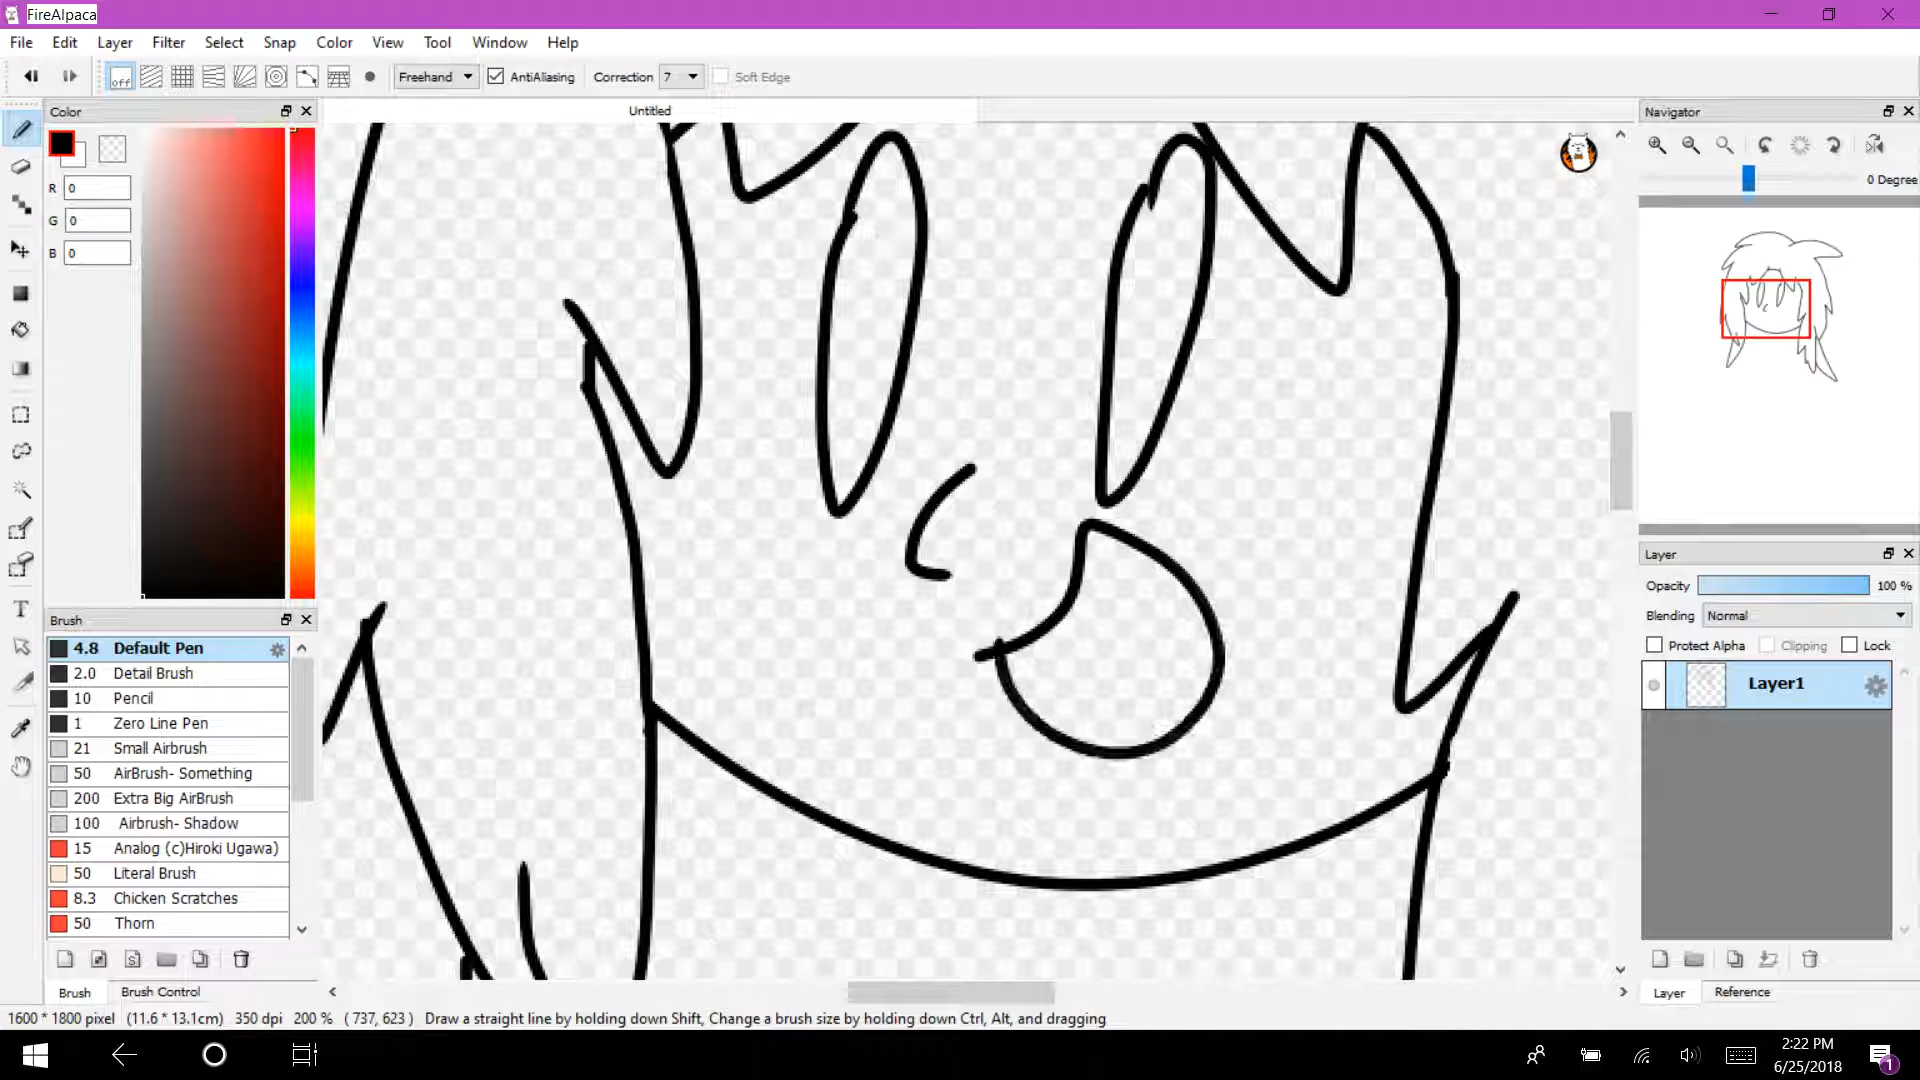 FireAlpaca
File Edit Layer Filter Select Snap Color View Tool Window Help
off Freehand AntiAliasing Correction 7 Soft Edge
Color
Untitled
Navigator
R 0
G 0
B 0
0 Degree
Brush
4.8 Default Pen
2.0 Detail Brush
10 Pencil
1 Zero Line Pen
21 Small Airbrush
50 AirBrush- Something
200 Extra Big AirBrush
100 Airbrush- Shadow
15 Analog (c)Hiroki Ugawa)
50 Literal Brush
8.3 Chicken Scratches
50 Thorn
Brush Brush Control
Layer
Opacity 100 %
Blending Normal
Protect Alpha Clipping Lock
Layer1
Layer Reference
1600 * 1800 pixel (11.6 * 13.1cm) 350 dpi 200 % ( 737, 623 ) Draw a straight line by holding down Shift, Change a brush size by holding down Ctrl, Alt, and dragging
2:22 PM
6/25/2018
1